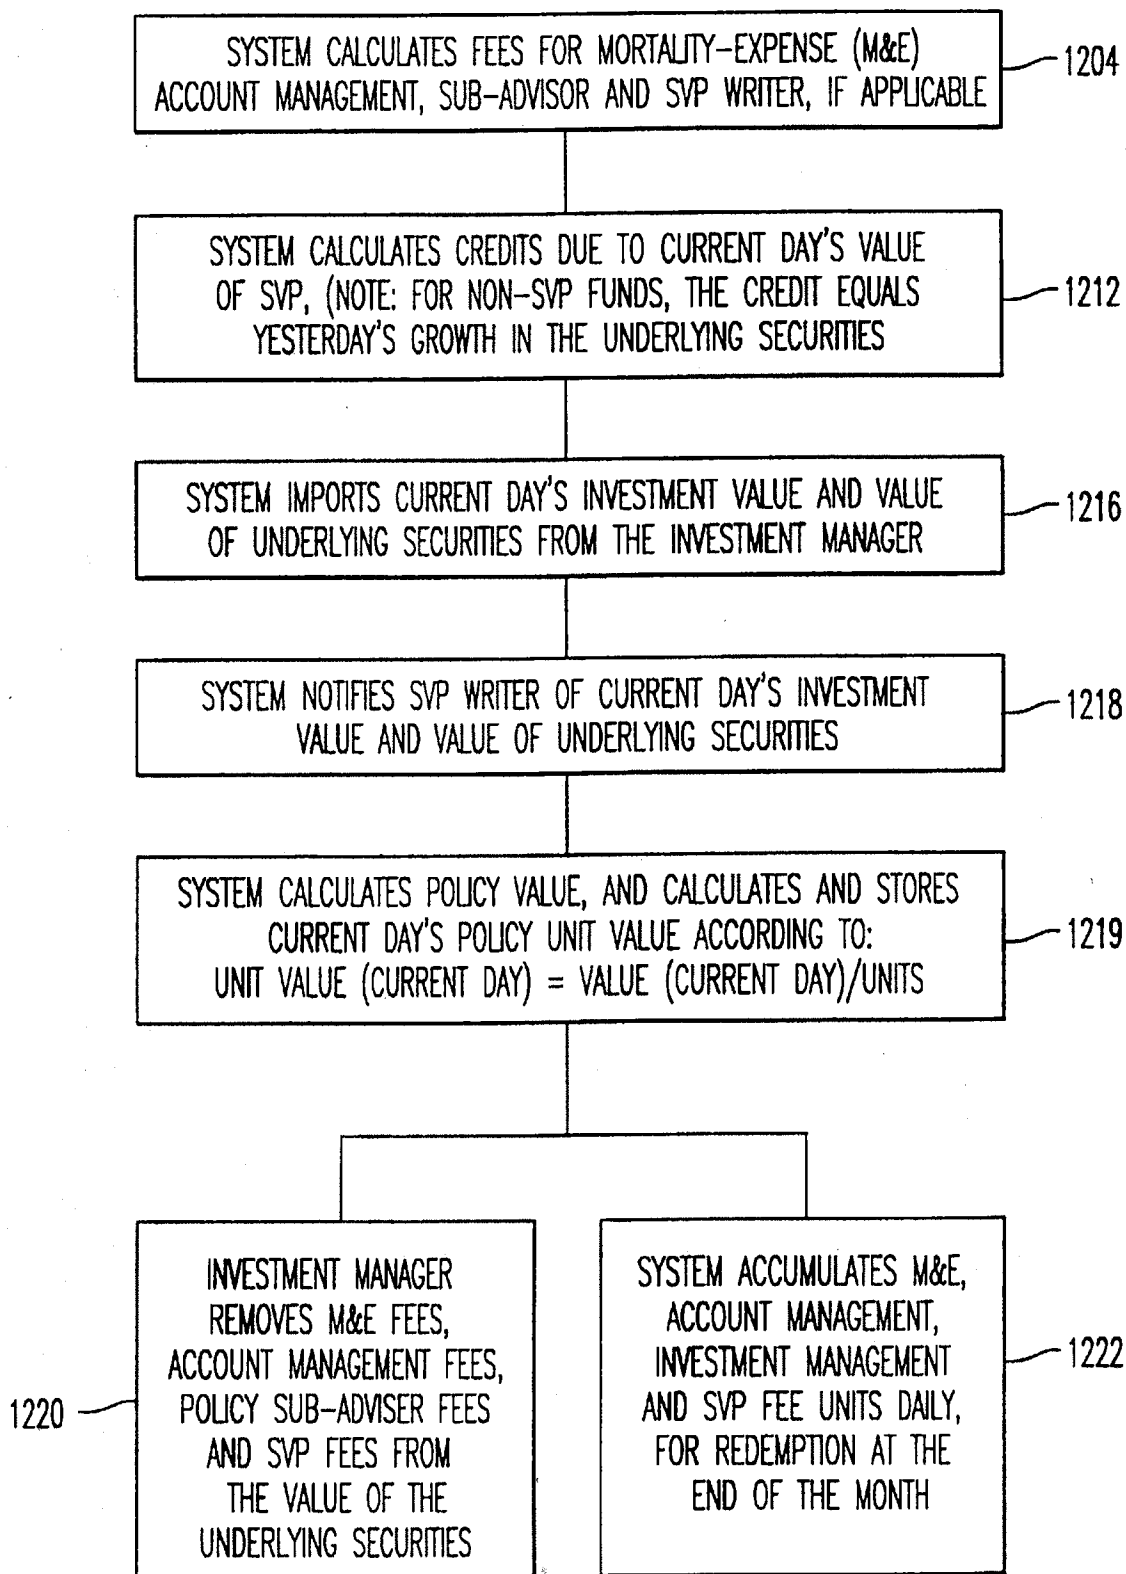 SYSTEM CALCULATES FEES FOR MORTALITY-EXPENSE (M&E)
ACCOUNT MANAGEMENT, SUB-ADVISOR AND SVP WRITER, IF APPLICABLE
1204
SYSTEM CALCULATES CREDITS DUE TO CURRENT DAY'S VALUE
OF SVP, (NOTE: FOR NON-SVP FUNDS, THE CREDIT EQUALS
YESTERDAY'S GROWTH IN THE UNDERLYING SECURITIES
1212
SYSTEM IMPORTS CURRENT DAY'S INVESTMENT VALUE AND VALUE
OF UNDERLYING SECURITIES FROM THE INVESTMENT MANAGER
1216
SYSTEM NOTIFIES SVP WRITER OF CURRENT DAY'S INVESTMENT
VALUE AND VALUE OF UNDERLYING SECURITIES
1218
SYSTEM CALCULATES POLICY VALUE, AND CALCULATES AND STORES
CURRENT DAY'S POLICY UNIT VALUE ACCORDING TO:
UNIT VALUE (CURRENT DAY) = VALUE (CURRENT DAY)/UNITS
1219
INVESTMENT MANAGER
REMOVES M&E FEES,
ACCOUNT MANAGEMENT FEES,
POLICY SUB-ADVISER FEES
AND SVP FEES FROM
THE VALUE OF THE
UNDERLYING SECURITIES
1220
SYSTEM ACCUMULATES M&E,
ACCOUNT MANAGEMENT,
INVESTMENT MANAGEMENT
AND SVP FEE UNITS DAILY,
FOR REDEMPTION AT THE
END OF THE MONTH
1222